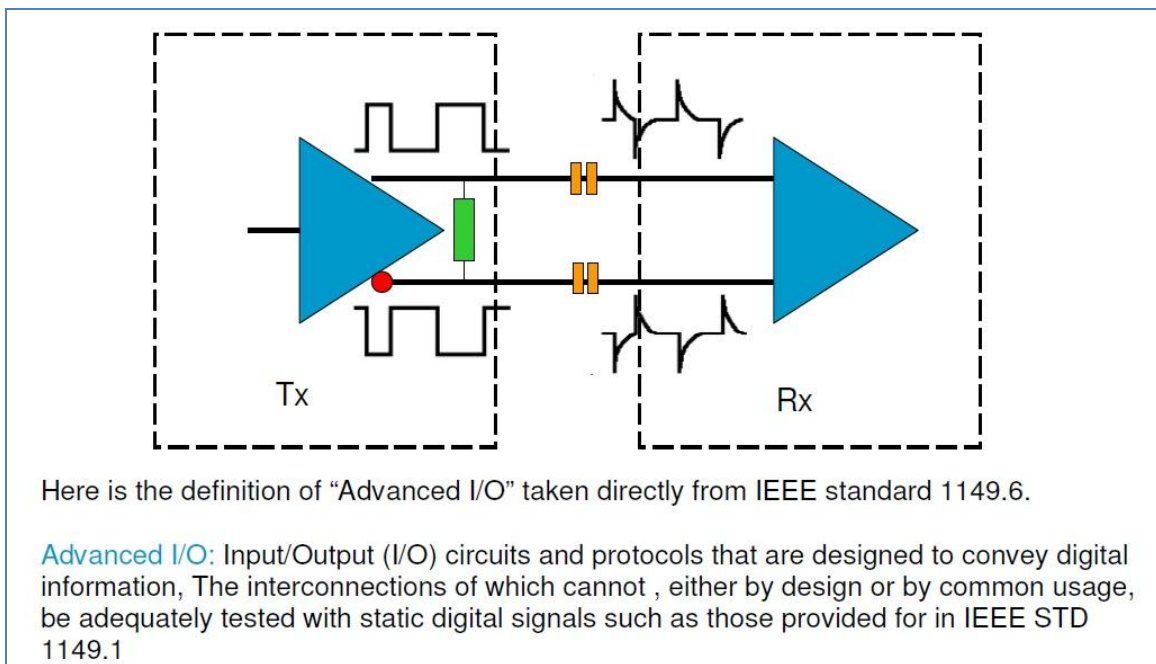 Tx
Rx
Here is the definition of “Advanced I/O” taken directly from IEEE standard 1149.6.
Advanced I/O: Input/Output (I/O) circuits and protocols that are designed to convey digital
information, The interconnections of which cannot , either by design or by common usage,
be adequately tested with static digital signals such as those provided for in IEEE STD
1149.1